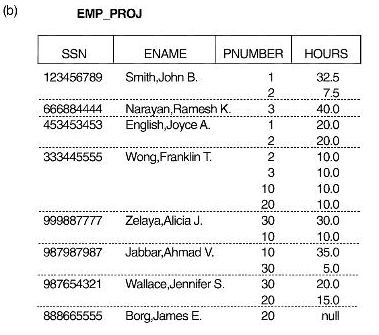 (b) EMP_PROJ
SSN ENAME PNUMBER HOURS
123456789 Smith,John B. 1 32.5
2 7.5
666884444 Narayan,Ramesh K. 3 40.0
453453453 English,Joyce A. 1 20.0
2 20.0
333445555 Wong,Franklin T. 2 10.0
3 10.0
10 10.0
20 10.0
999887777 Zelaya,Alicia J. 30 30.0
10 10.0
987987987 Jabbar,Ahmad V. 10 35.0
30 5.0
987654321 Wallace,Jennifer S. 30 20.0
20 15.0
888665555 Borg,James E. 20 null